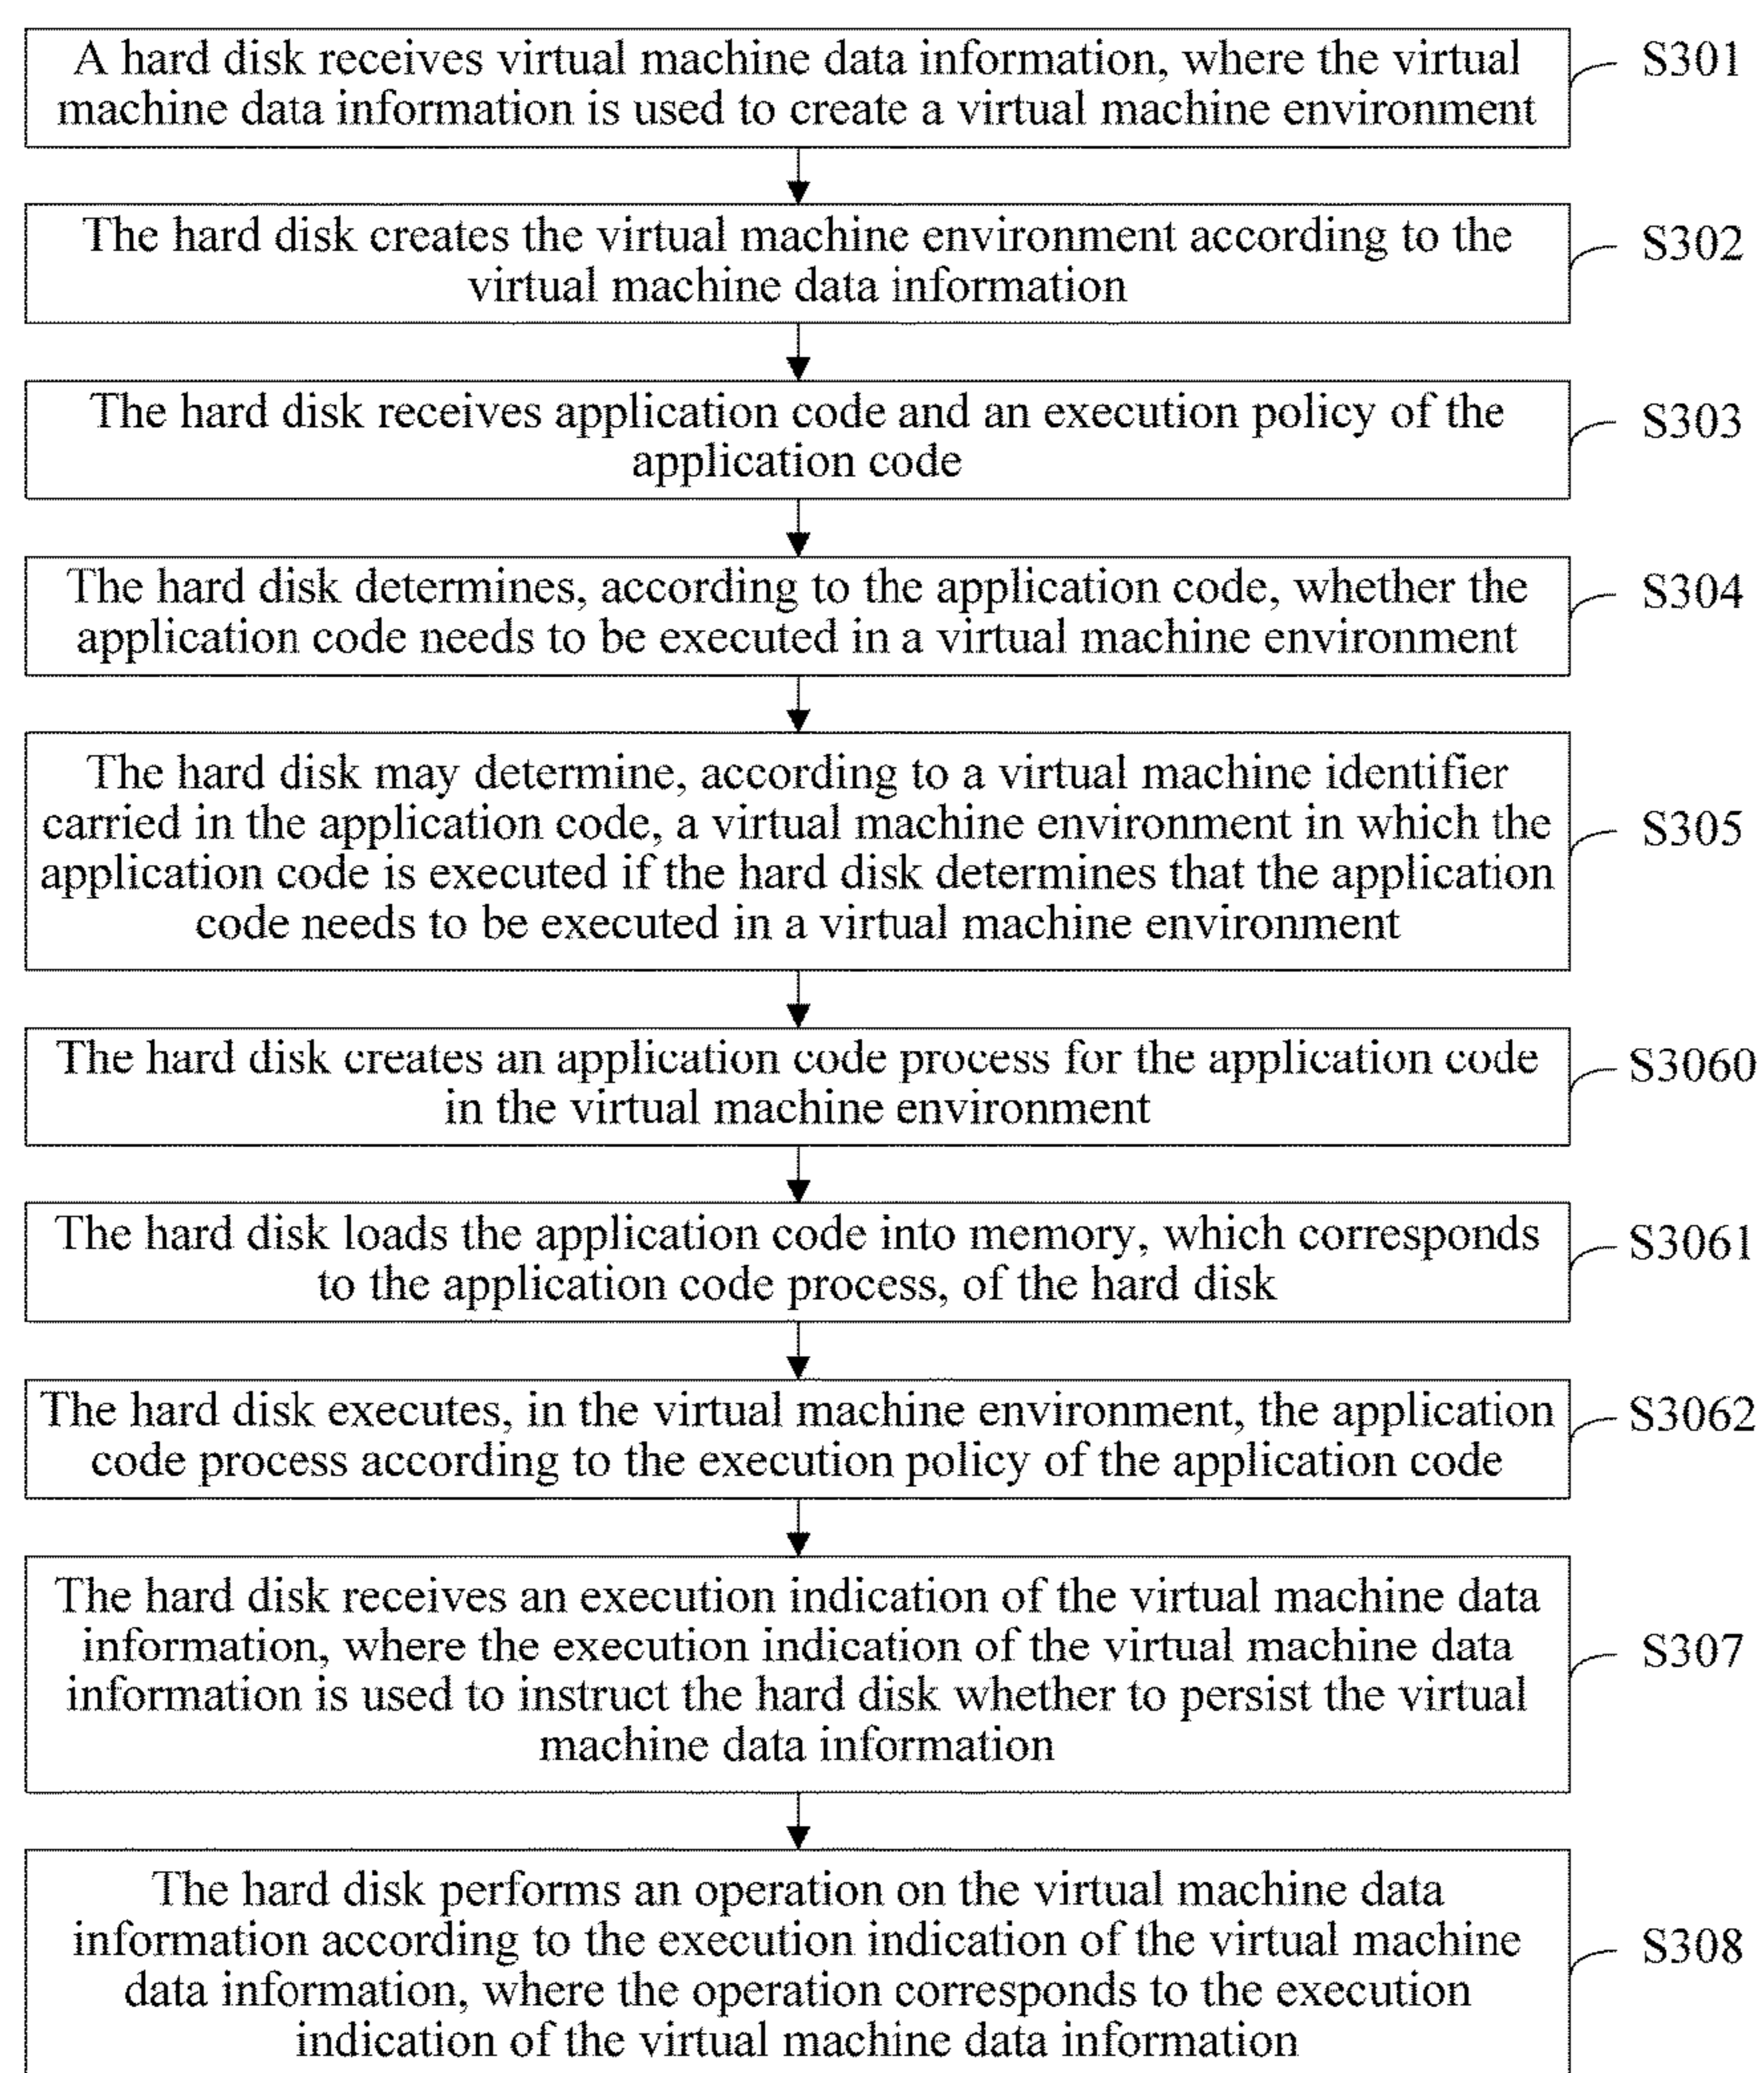 A hard disk receives virtual machine data information, where the virtual
machine data information is used to create a virtual machine environment
S301
The hard disk creates the virtual machine environment according to the
virtual machine data information
S302
The hard disk receives application code and an execution policy of the
application code
S303
The hard disk determines, according to the application code, whether the
application code needs to be executed in a virtual machine environment
S304
The hard disk may determine, according to a virtual machine identifier
carried in the application code, a virtual machine environment in which the
application code is executed if the hard disk determines that the application
code needs to be executed in a virtual machine environment
S305
The hard disk creates an application code process for the application code
in the virtual machine environment
S3060
The hard disk loads the application code into memory, which corresponds
to the application code process, of the hard disk
S3061
The hard disk executes, in the virtual machine environment, the application
code process according to the execution policy of the application code
S3062
The hard disk receives an execution indication of the virtual machine data
information, where the execution indication of the virtual machine data
information is used to instruct the hard disk whether to persist the virtual
machine data information
S307
The hard disk performs an operation on the virtual machine data
information according to the execution indication of the virtual machine
data information, where the operation corresponds to the execution
indication of the virtual machine data information
S308